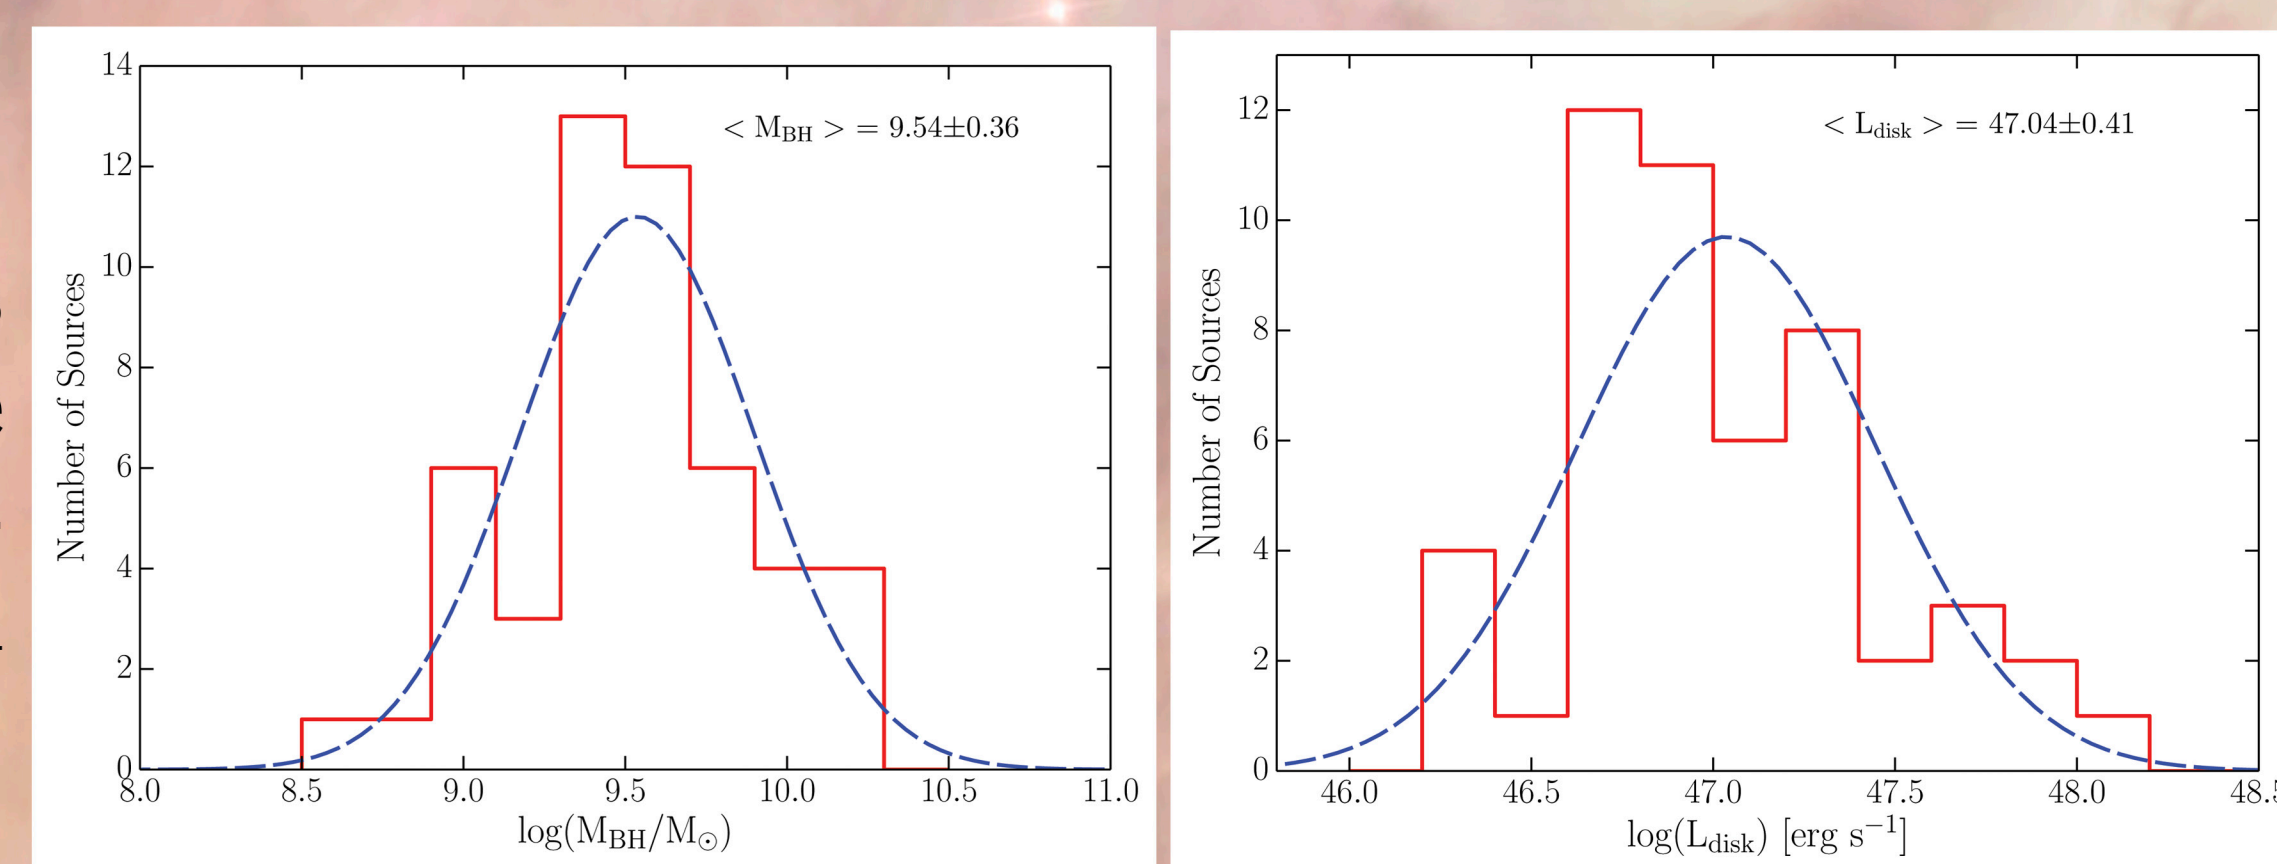 14
12
10
8
6
4
2
0
Number of Sources
< M_BH > = 9.54±0.36
8.0 8.5 9.0 9.5 10.0 10.5 11.0
log(M_BH/M_⊙)
12
10
8
6
4
2
0
Number of Sources
< L_disk > = 47.04±0.41
46.0 46.5 47.0 47.5 48.0 48.5
log(L_disk) [erg s⁻¹]